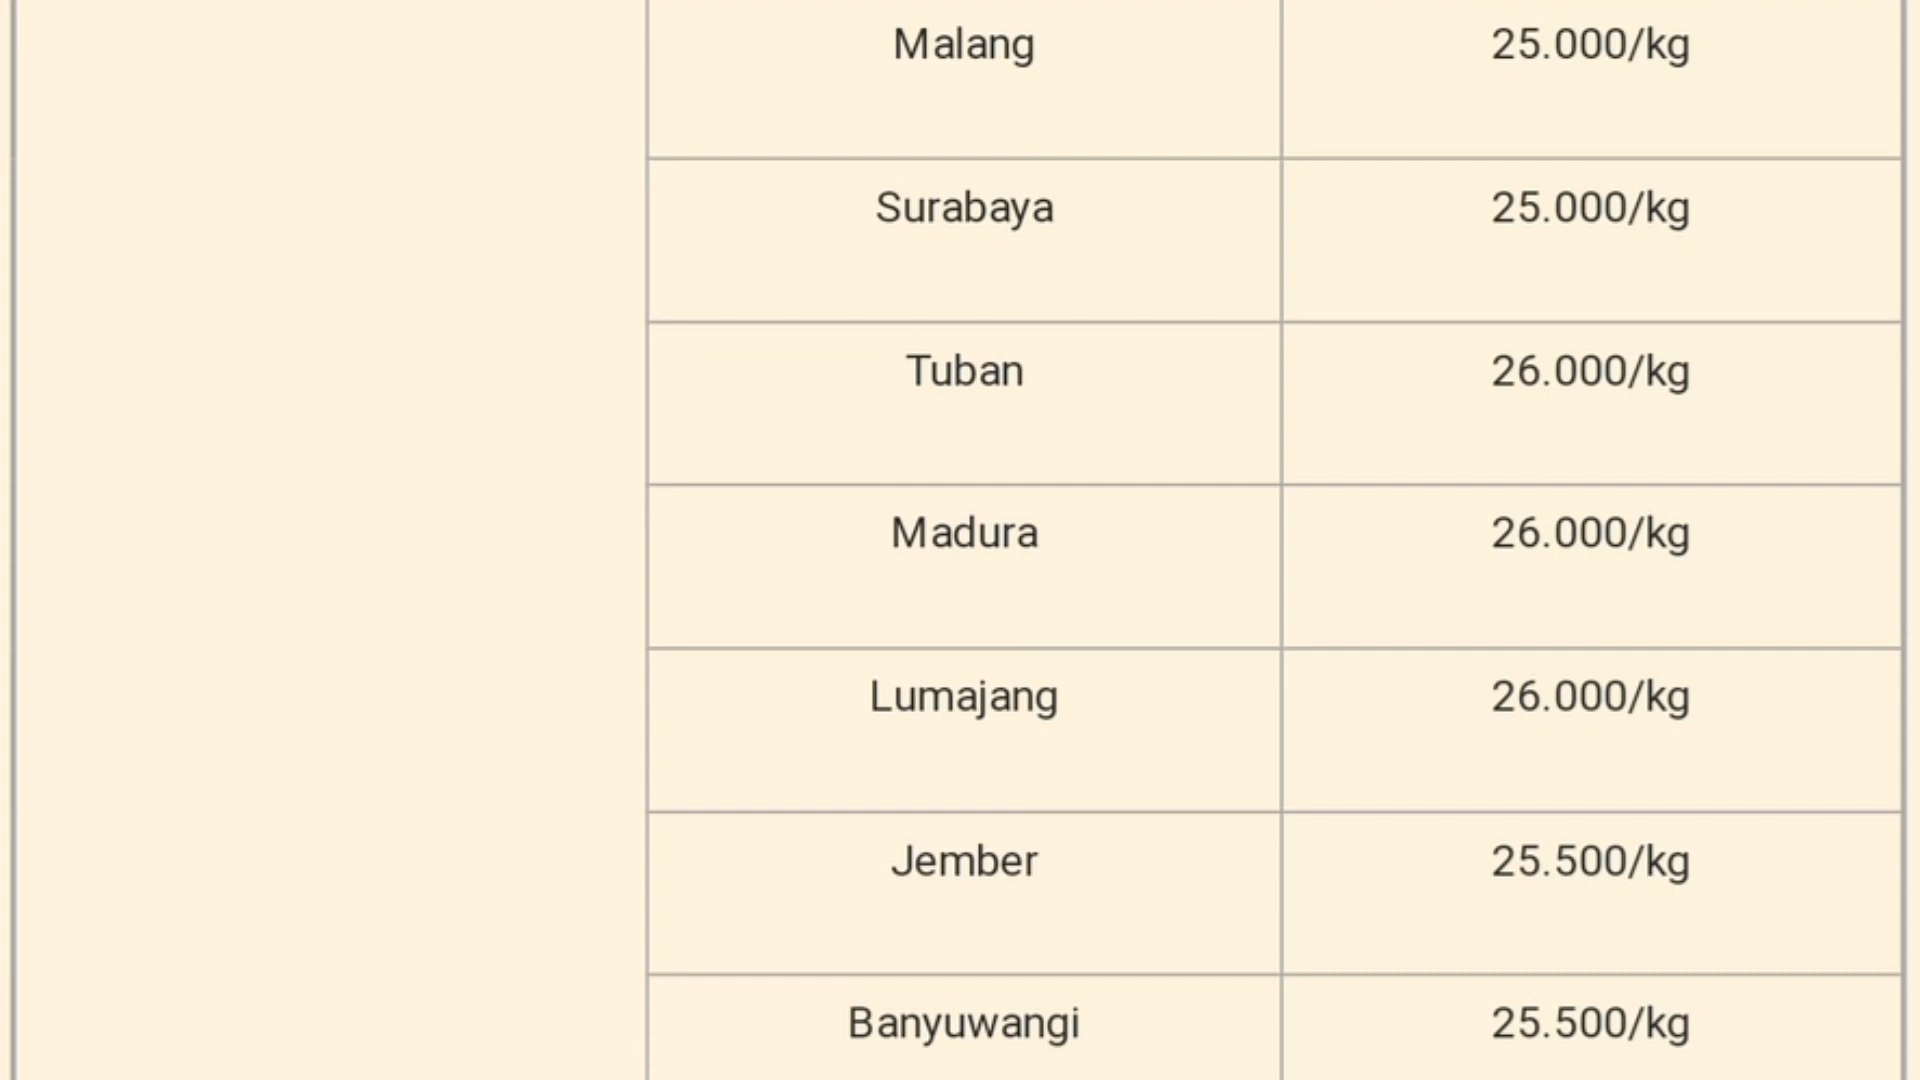 Malang 25.000/kg
Surabaya 25.000/kg
Tuban 26.000/kg
Madura 26.000/kg
Lumajang 26.000/kg
Jember 25.500/kg
Banyuwangi 25.500/kg